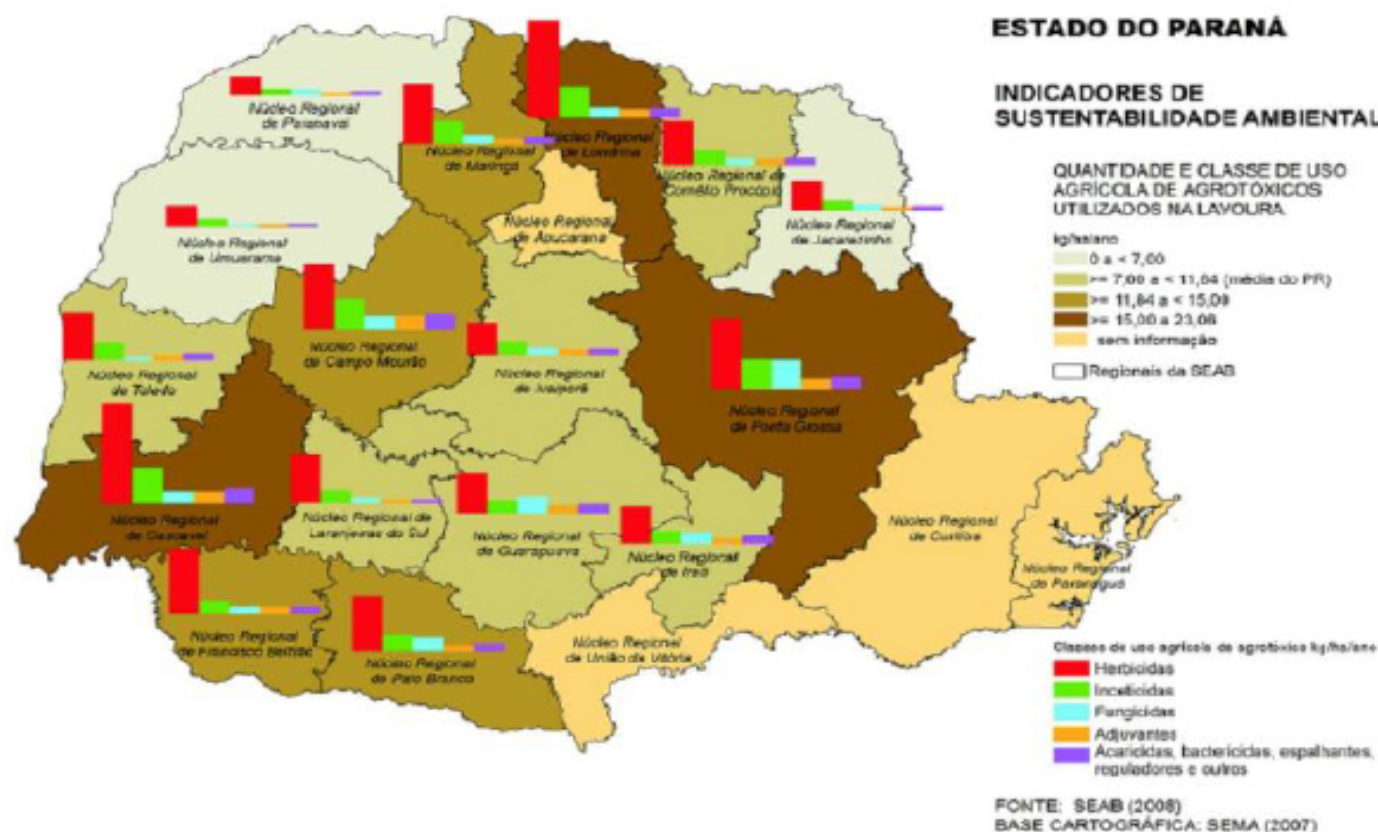 ESTADO DO PARANÁ
INDICADORES DE
SUSTENTABILIDADE AMBIENTAL
QUANTIDADE E CLASSE DE USO
AGRÍCOLA DE AGROTÓXICOS
UTILIZADOS NA LAVOURA
kg/ha/ano
0 a < 7,00
>= 7,00 a < 11,84 (média do PR)
>= 11,84 a < 15,00
>= 15,00 a 23,08
sem informação
Regionais da SEAB
Núcleo Regional
de Paranavaí
Núcleo Regional
de Maringá
Núcleo Regional
de Londrina
Núcleo Regional de
Cornélio Procópio
Núcleo Regional
de Jacarezinho
Núcleo Regional
de Umuarama
Núcleo Regional
de Apucarana
Núcleo Regional
de Campo Mourão
Núcleo Regional
de Ivaiporã
Núcleo Regional
de Toledo
Núcleo Regional
de Ponta Grossa
Núcleo Regional
de Cascavel
Núcleo Regional de
Laranjeiras do Sul
Núcleo Regional
de Guarapuava
Núcleo Regional
de Irati
Núcleo Regional
de Curitiba
Núcleo Regional
de Paranaguá
Núcleo Regional
de Francisco Beltrão
Núcleo Regional
de Pato Branco
Núcleo Regional
de União da Vitória
Classes de uso agrícola de agrotóxico kg/ha/ano
Herbicidas
Inceticidas
Fungicidas
Adjuvantes
Acaricidas, bactericidas, espalhantes,
reguladores e outros
FONTE: SEAB (2008)
BASE CARTOGRÁFICA: SEMA (2007)